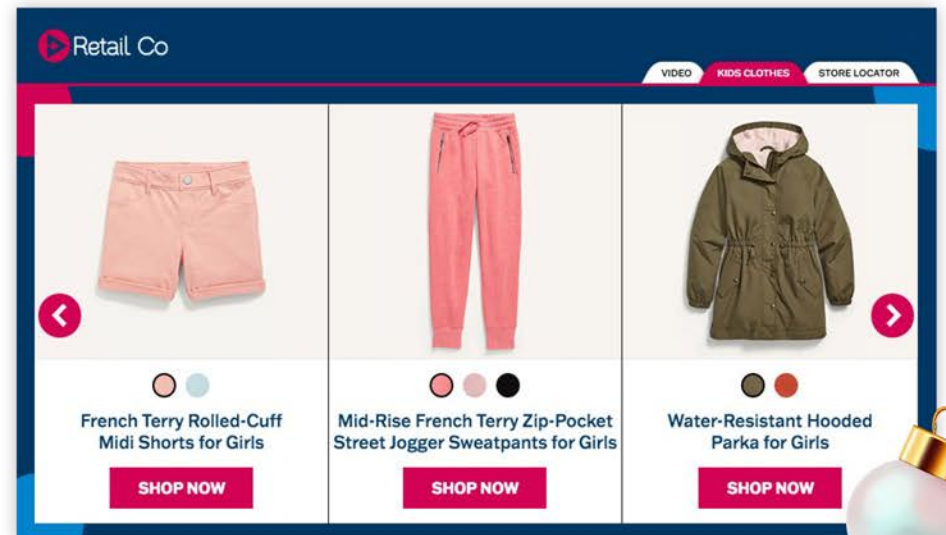 Retail Co
VIDEO
KIDS CLOTHES
STORE LOCATOR
French Terry Rolled-Cuff
Midi Shorts for Girls
SHOP NOW
Mid-Rise French Terry Zip-Pocket
Street Jogger Sweatpants for Girls
SHOP NOW
Water-Resistant Hooded
Parka for Girls
SHOP NOW